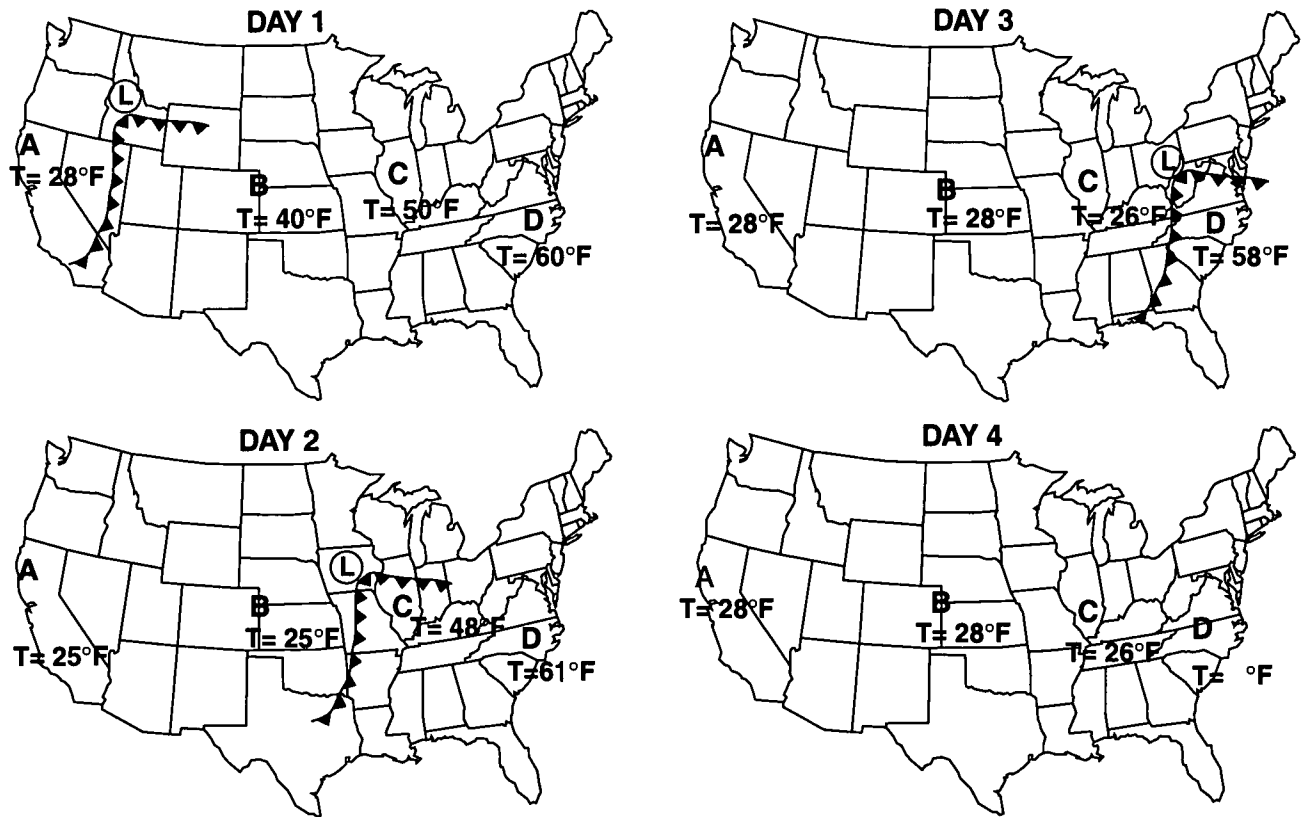 DAY 1
L
A
T= 28°F
B
T= 40°F
C
T= 50°F
D
T= 60°F
DAY 3
A
T= 28°F
B
T= 28°F
L
C
T= 26°F
D
T= 58°F
DAY 2
A
T= 25°F
L
B
T= 25°F
C
T= 48°F
D
T=61°F
DAY 4
A
T= 28°F
B
T= 28°F
C
T= 26°F
D
T= °F